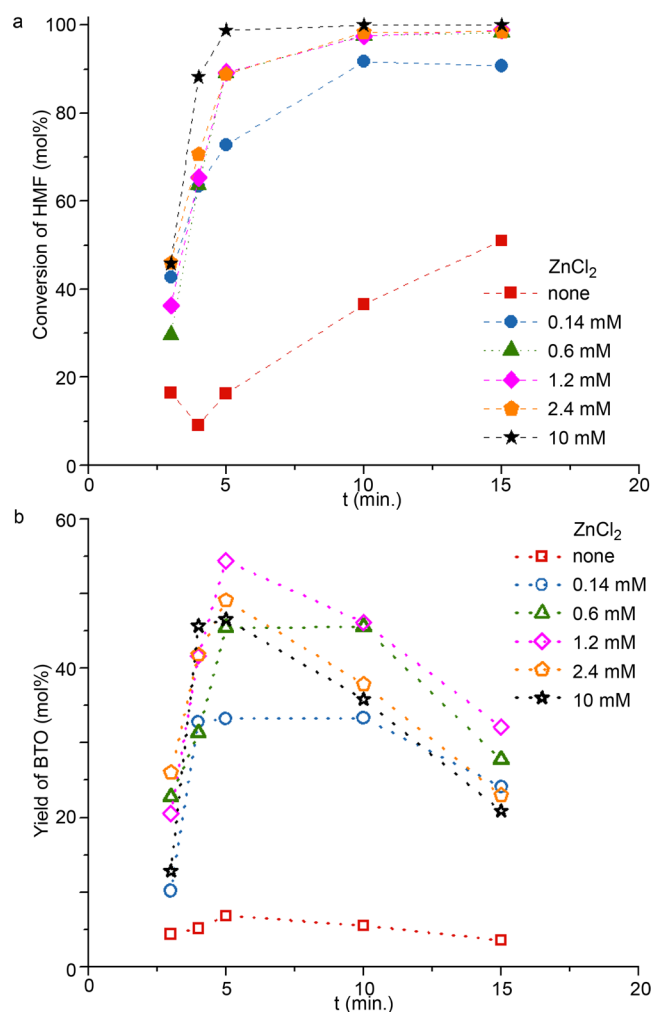 a
100
80
60
40
20
0
Conversion of HMF (mol%)
0 5 10 15 20
t (min.)
ZnCl₂
none
0.14 mM
0.6 mM
1.2 mM
2.4 mM
10 mM
b
60
40
20
0
Yield of BTO (mol%)
0 5 10 15 20
t (min.)
ZnCl₂
none
0.14 mM
0.6 mM
1.2 mM
2.4 mM
10 mM